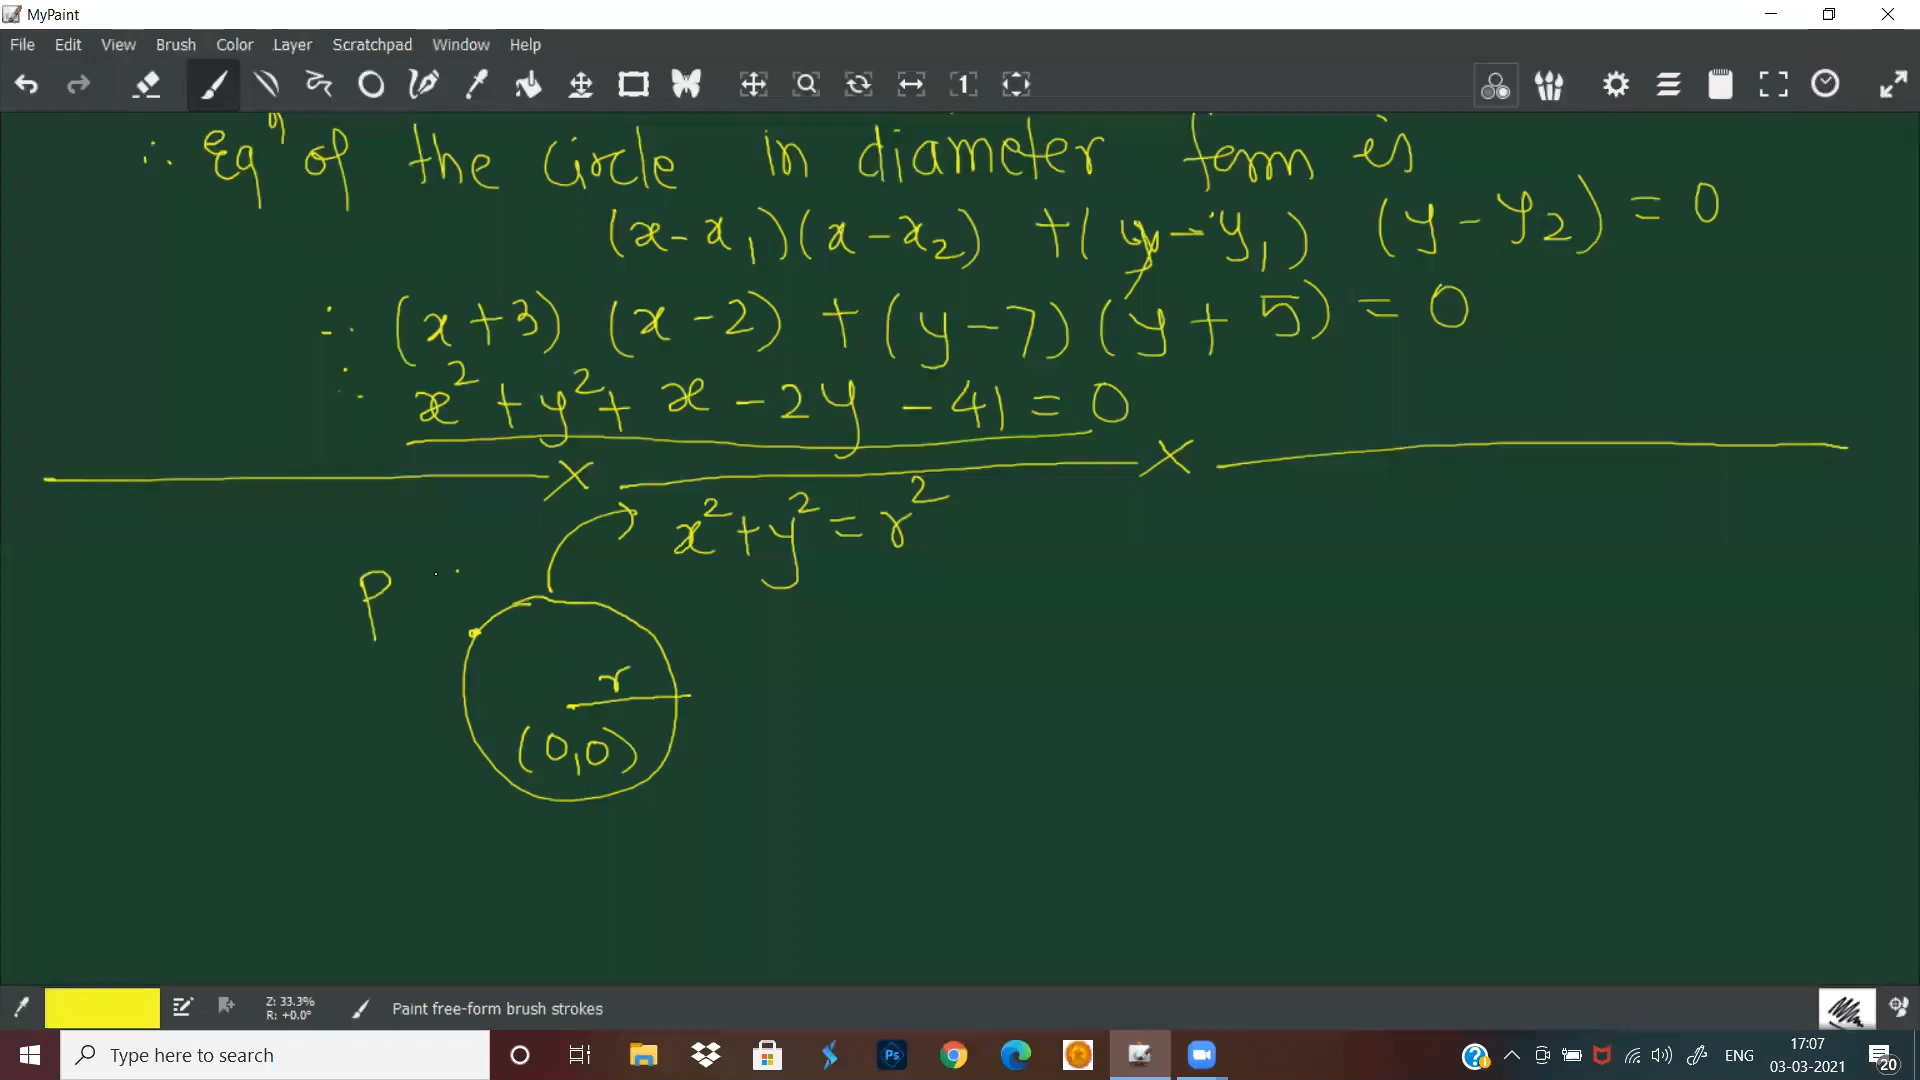 MyPaint
File Edit View Brush Color Layer Scratchpad Window Help
∴ Eqⁿ of the Circle in diameter form is
(x - x₁)(x - x₂) + (y - y₁) (y - y₂) = 0
∴ (x + 3) (x - 2) + (y - 7) (y + 5) = 0
∴ x² + y² + x - 2y - 41 = 0
x² + y² = r²
P
r
(0,0)
Z: 33.3%
R: +0.0°
Paint free-form brush strokes
Type here to search
Ps
ENG
17:07
03-03-2021
20